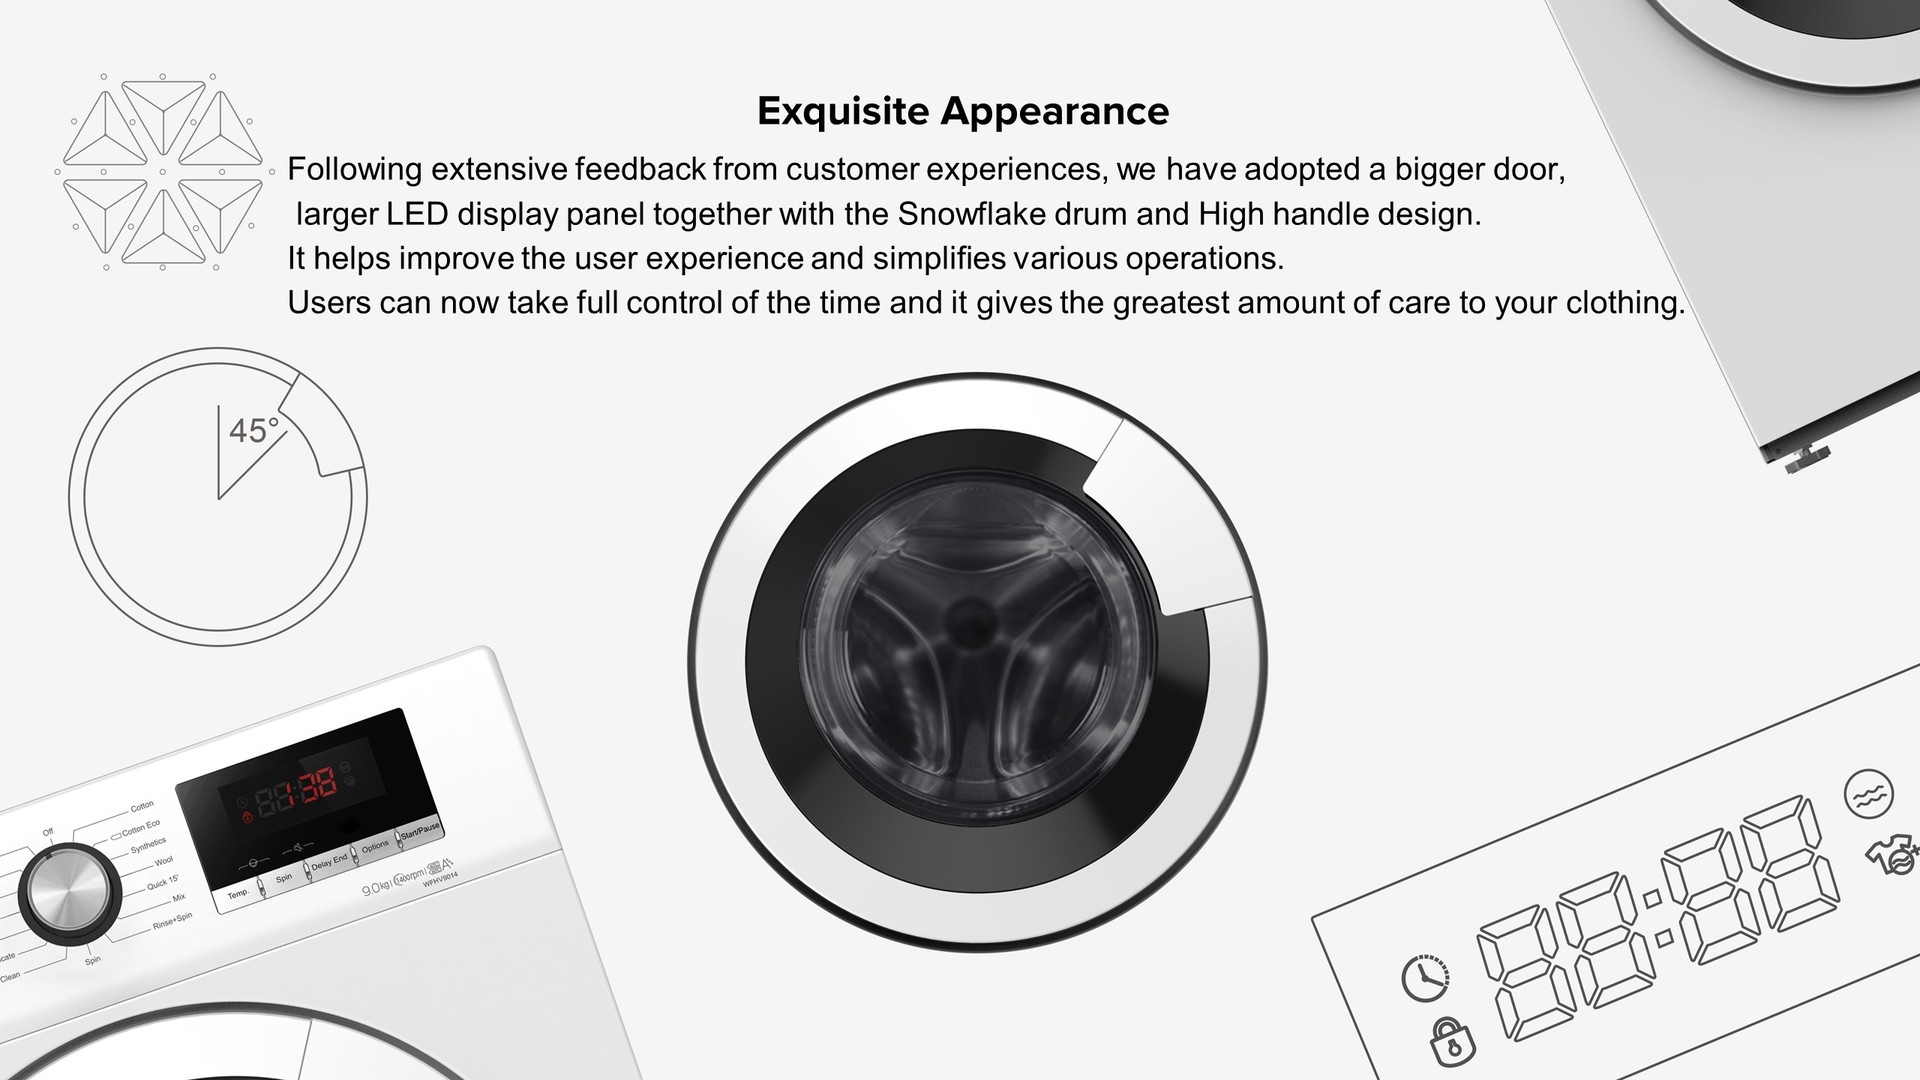 Exquisite Appearance
Following extensive feedback from customer experiences, we have adopted a bigger door,
larger LED display panel together with the Snowflake drum and High handle design.
It helps improve the user experience and simplifies various operations.
Users can now take full control of the time and it gives the greatest amount of care to your clothing.
45°
1:38
Off
Cotton
Cotton Eco
Synthetics
Wool
Quick 15'
Mix
Rinse+Spin
Spin
Clean
Temp.
Spin
Delay End
Options
Start/Pause
9.0kg
1400rpm
WFHV9014
88:88